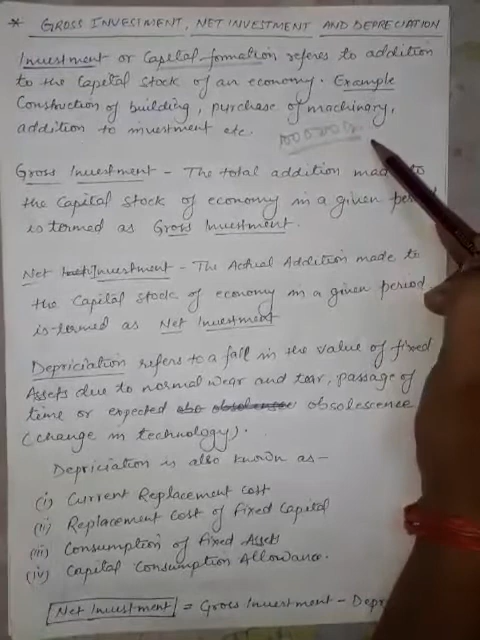 * GROSS INVESTMENT, NET INVESTMENT AND DEPRECIATION
Investment or Capital formation referes to addition
to the Capital Stock of an economy. Example
Construction of building, purchase of machinary,
addition to investment etc.
Gross Investment - The total addition made to
the Capital Stock of economy in a given period
is termed as Gross Investment.
Net Investment - The Actual Addition made to
the Capital Stock of economy in a given period
is termed as Net Investment
Depriciation refers to a fall in the value of fixed
Assets due to normal wear and tear, passage of
time or expected obsolescence
(change in technology).
Depriciation is also known as -
(i) Current Replacement Cost
(ii) Replacement Cost of Fixed Capital
(iii) Consumption of Fixed Assets
(iv) Capital Consumption Allowance.
Net Investment = Gross Investment - Depr